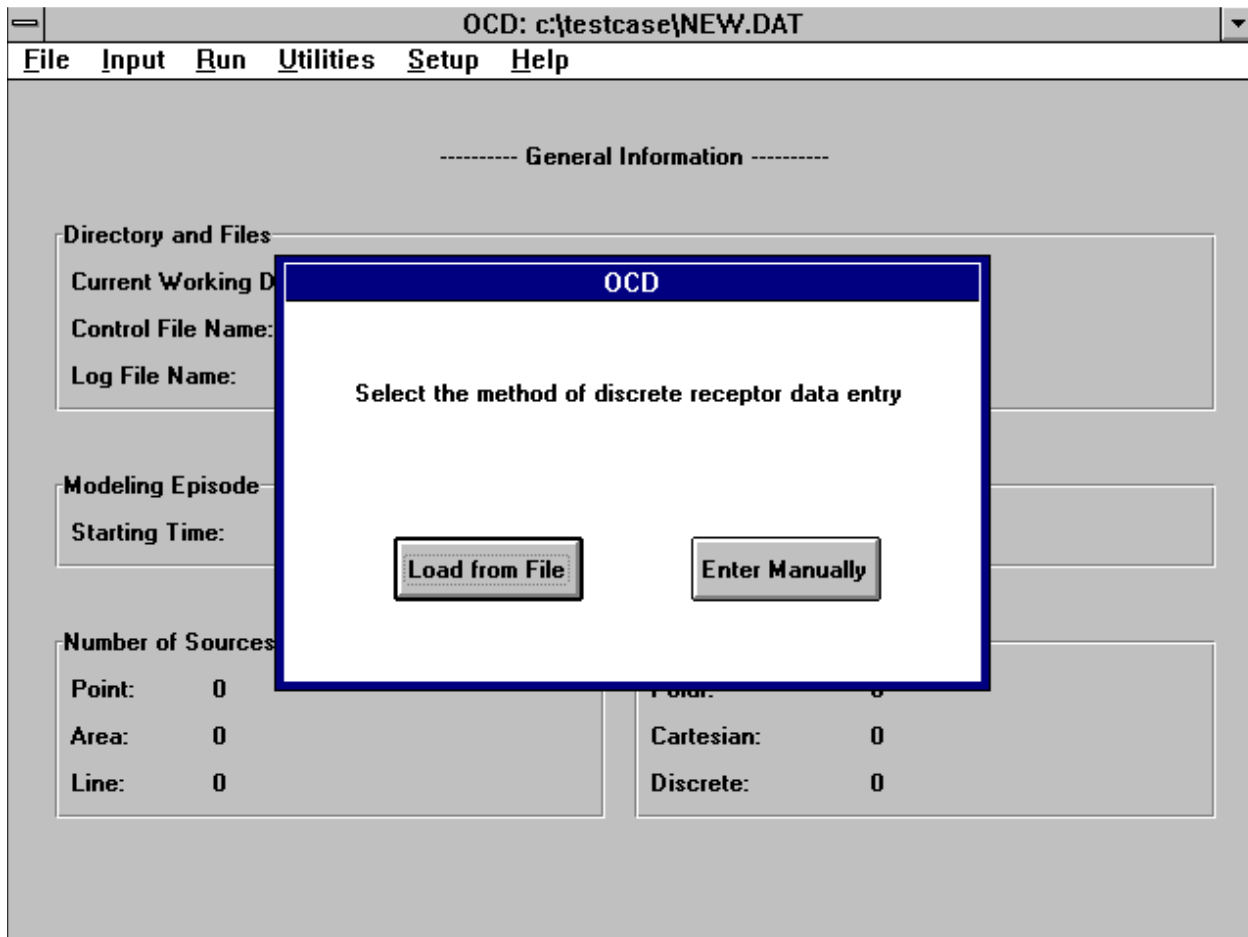 OCD: c:\testcase\NEW.DAT
File Input Run Utilities Setup Help
---------- General Information ----------
Directory and Files
Current Working D
Control File Name:
Log File Name:
OCD
Select the method of discrete receptor data entry
Load from File
Enter Manually
Modeling Episode
Starting Time:
Number of Sources
Point: 0
Area: 0
Line: 0
Cartesian: 0
Discrete: 0